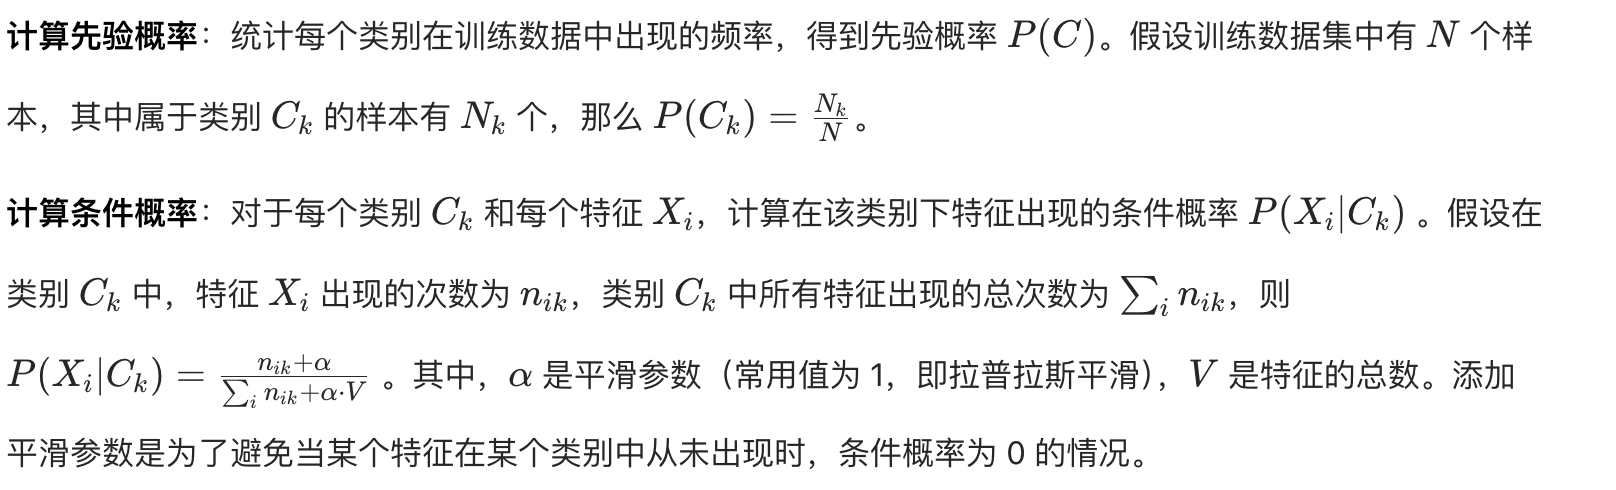 计算先验概率：统计每个类别在训练数据中出现的频率，得到先验概率 P(C)。假设训练数据集中有 N 个样
本，其中属于类别 C_k 的样本有 N_k 个，那么 P(C_k) = \frac{N_k}{N} 。
计算条件概率：对于每个类别 C_k 和每个特征 X_i，计算在该类别下特征出现的条件概率 P(X_i|C_k) 。假设在
类别 C_k 中，特征 X_i 出现的次数为 n_{ik}，类别 C_k 中所有特征出现的总次数为 \sum_i n_{ik}，则
P(X_i|C_k) = \frac{n_{ik}+\alpha}{\sum_i n_{ik}+\alpha \cdot V} 。其中，α 是平滑参数（常用值为 1，即拉普拉斯平滑），V 是特征的总数。添加
平滑参数是为了避免当某个特征在某个类别中从未出现时，条件概率为 0 的情况。